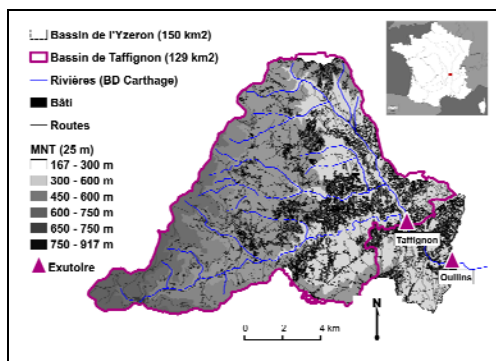 Bassin de l'Yzeron (150 km2)
Bassin de Taffignon (129 km2)
Rivières (BD Carthage)
Bâti
Routes
MNT (25 m)
167 - 300 m
300 - 600 m
450 - 600 m
600 - 750 m
650 - 750 m
750 - 917 m
Exutoire
Taffignon
Oullins
N
0 2 4 km